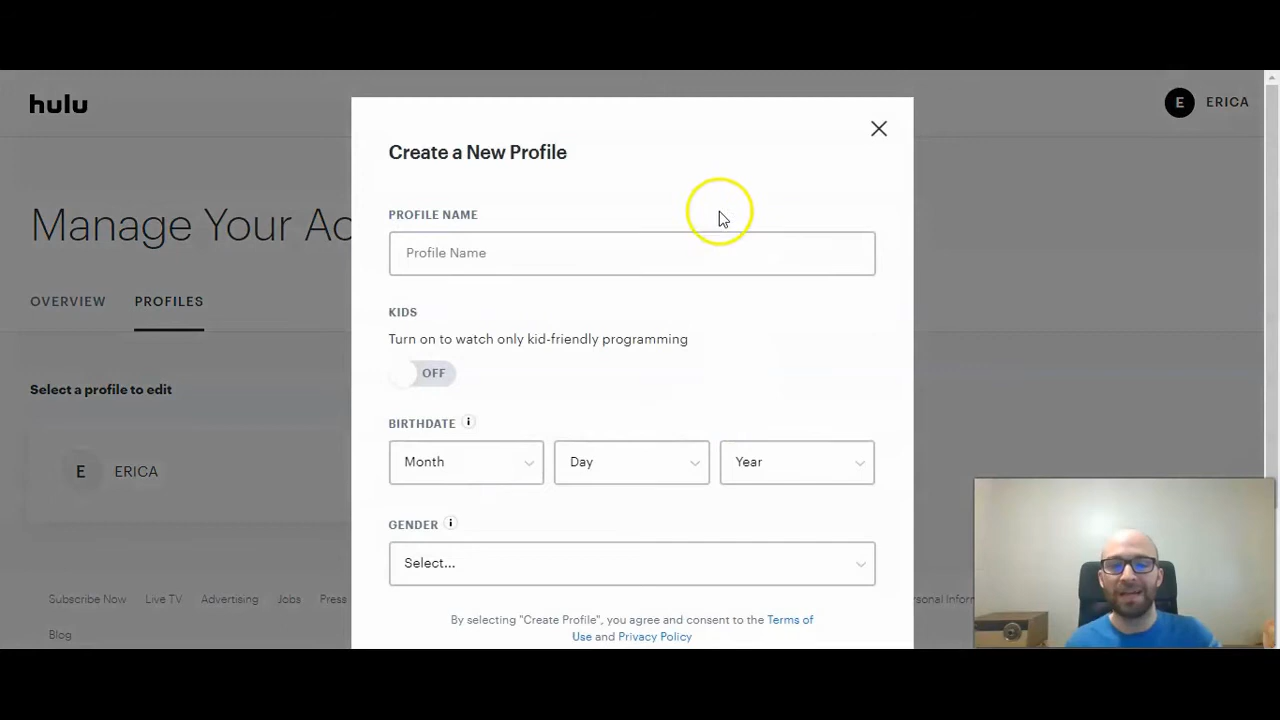 hulu
E ERICA
Create a New Profile
Manage Your Ac
PROFILE NAME
Profile Name
OVERVIEW PROFILES
KIDS
Turn on to watch only kid-friendly programming
OFF
Select a profile to edit
BIRTHDATE i
Month Day Year
E ERICA
GENDER i
Select...
Subscribe Now Live TV Advertising Jobs Press
By selecting "Create Profile", you agree and consent to the Terms of
Use and Privacy Policy
Blog